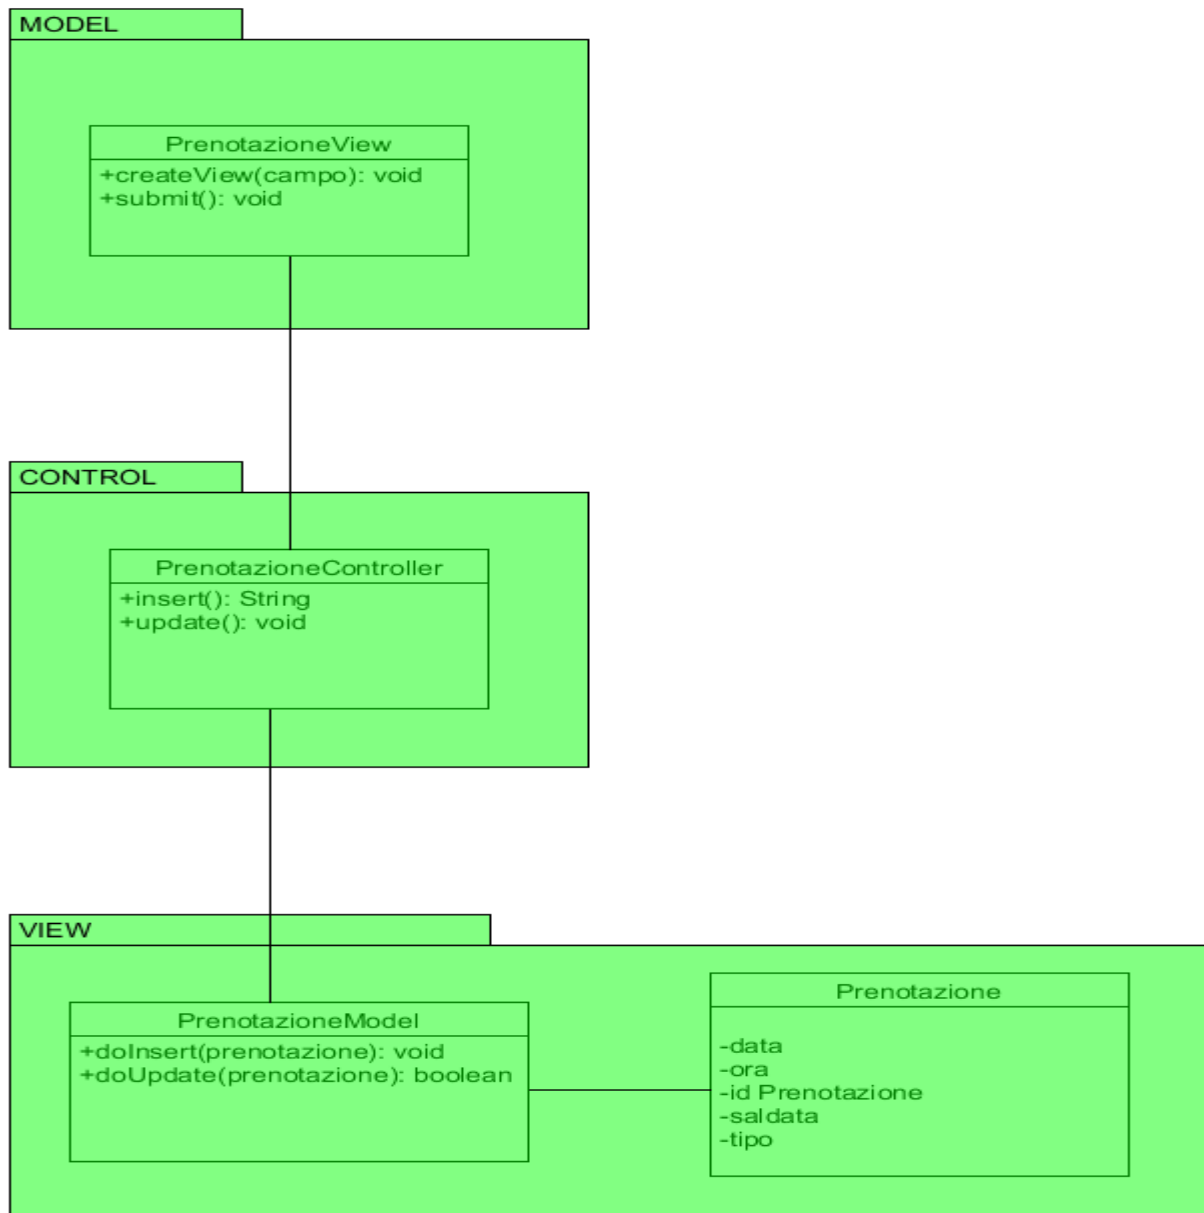 MODEL
PrenotazioneView
+createView(campo): void
+submit(): void
CONTROL
PrenotazioneController
+insert(): String
+update(): void
VIEW
PrenotazioneModel
+doInsert(prenotazione): void
+doUpdate(prenotazione): boolean
Prenotazione
-data
-ora
-id Prenotazione
-saldata
-tipo